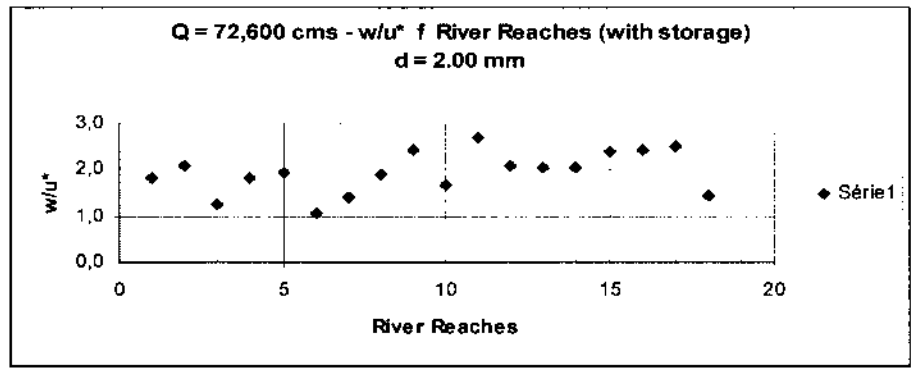 Q = 72,600 cms - w/u* f River Reaches (with storage)
d = 2.00 mm
3,0
2,0
1,0
0,0
w/u*
0 5 10 15 20
River Reaches
Série1